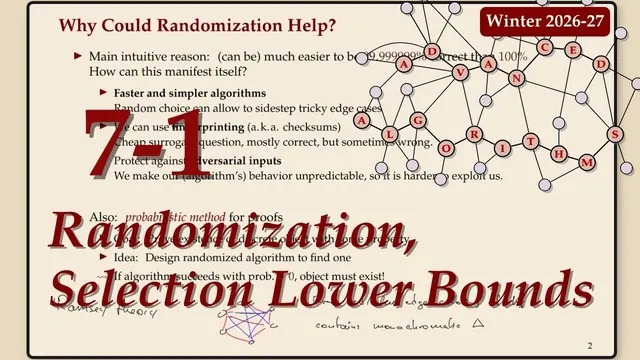 Why Could Randomization Help?
Winter 2026-27
Main intuitive reason: (can be) much easier to be 99.999999% correct than 100%
How can this manifest itself?
Faster and simpler algorithms
Random choice can allow to sidestep tricky edge cases
We can use fingerprinting (a.k.a. checksums)
Cheap surrogate question, mostly correct, but sometimes wrong.
Protect against adversarial inputs
We make our (algorithm's) behavior unpredictable, so it is harder to exploit us.
7-1
Also: probabilistic method for proofs
Randomization,
Idea: Design randomized algorithm to find one
If algorithm succeeds with prob. > 0, object must exist!
Selection Lower Bounds
Ramsey theory
contains monochromatic Δ
A D V A N C E D
A L G O R I T H M S
2